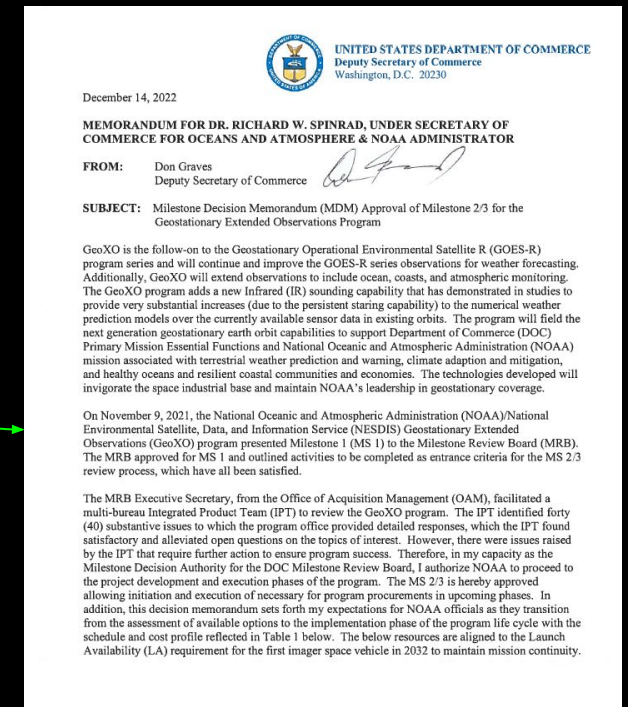 UNITED STATES DEPARTMENT OF COMMERCE
Deputy Secretary of Commerce
Washington, D.C. 20230
December 14, 2022
MEMORANDUM FOR DR. RICHARD W. SPINRAD, UNDER SECRETARY OF
COMMERCE FOR OCEANS AND ATMOSPHERE & NOAA ADMINISTRATOR
FROM: Don Graves
Deputy Secretary of Commerce
SUBJECT: Milestone Decision Memorandum (MDM) Approval of Milestone 2/3 for the
Geostationary Extended Observations Program
GeoXO is the follow-on to the Geostationary Operational Environmental Satellite R (GOES-R)
program series and will continue and improve the GOES-R series observations for weather forecasting.
Additionally, GeoXO will extend observations to include ocean, coasts, and atmospheric monitoring.
The GeoXO program adds a new Infrared (IR) sounding capability that has demonstrated in studies to
provide very substantial increases (due to the persistent staring capability) to the numerical weather
prediction models over the currently available sensor data in existing orbits. The program will field the
next generation geostationary earth orbit capabilities to support Department of Commerce (DOC)
Primary Mission Essential Functions and National Oceanic and Atmospheric Administration (NOAA)
mission associated with terrestrial weather prediction and warning, climate adaption and mitigation,
and healthy oceans and resilient coastal communities and economies. The technologies developed will
invigorate the space industrial base and maintain NOAA's leadership in geostationary coverage.
On November 9, 2021, the National Oceanic and Atmospheric Administration (NOAA)/National
Environmental Satellite, Data, and Information Service (NESDIS) Geostationary Extended
Observations (GeoXO) program presented Milestone 1 (MS 1) to the Milestone Review Board (MRB).
The MRB approved for MS 1 and outlined activities to be completed as entrance criteria for the MS 2/3
review process, which have all been satisfied.
The MRB Executive Secretary, from the Office of Acquisition Management (OAM), facilitated a
multi-bureau Integrated Product Team (IPT) to review the GeoXO program. The IPT identified forty
(40) substantive issues to which the program office provided detailed responses, which the IPT found
satisfactory and alleviated open questions on the topics of interest. However, there were issues raised
by the IPT that require further action to ensure program success. Therefore, in my capacity as the
Milestone Decision Authority for the DOC Milestone Review Board, I authorize NOAA to proceed to
the project development and execution phases of the program. The MS 2/3 is hereby approved
allowing initiation and execution of necessary for program procurements in upcoming phases. In
addition, this decision memorandum sets forth my expectations for NOAA officials as they transition
from the assessment of available options to the implementation phase of the program life cycle with the
schedule and cost profile reflected in Table 1 below. The below resources are aligned to the Launch
Availability (LA) requirement for the first imager space vehicle in 2032 to maintain mission continuity.